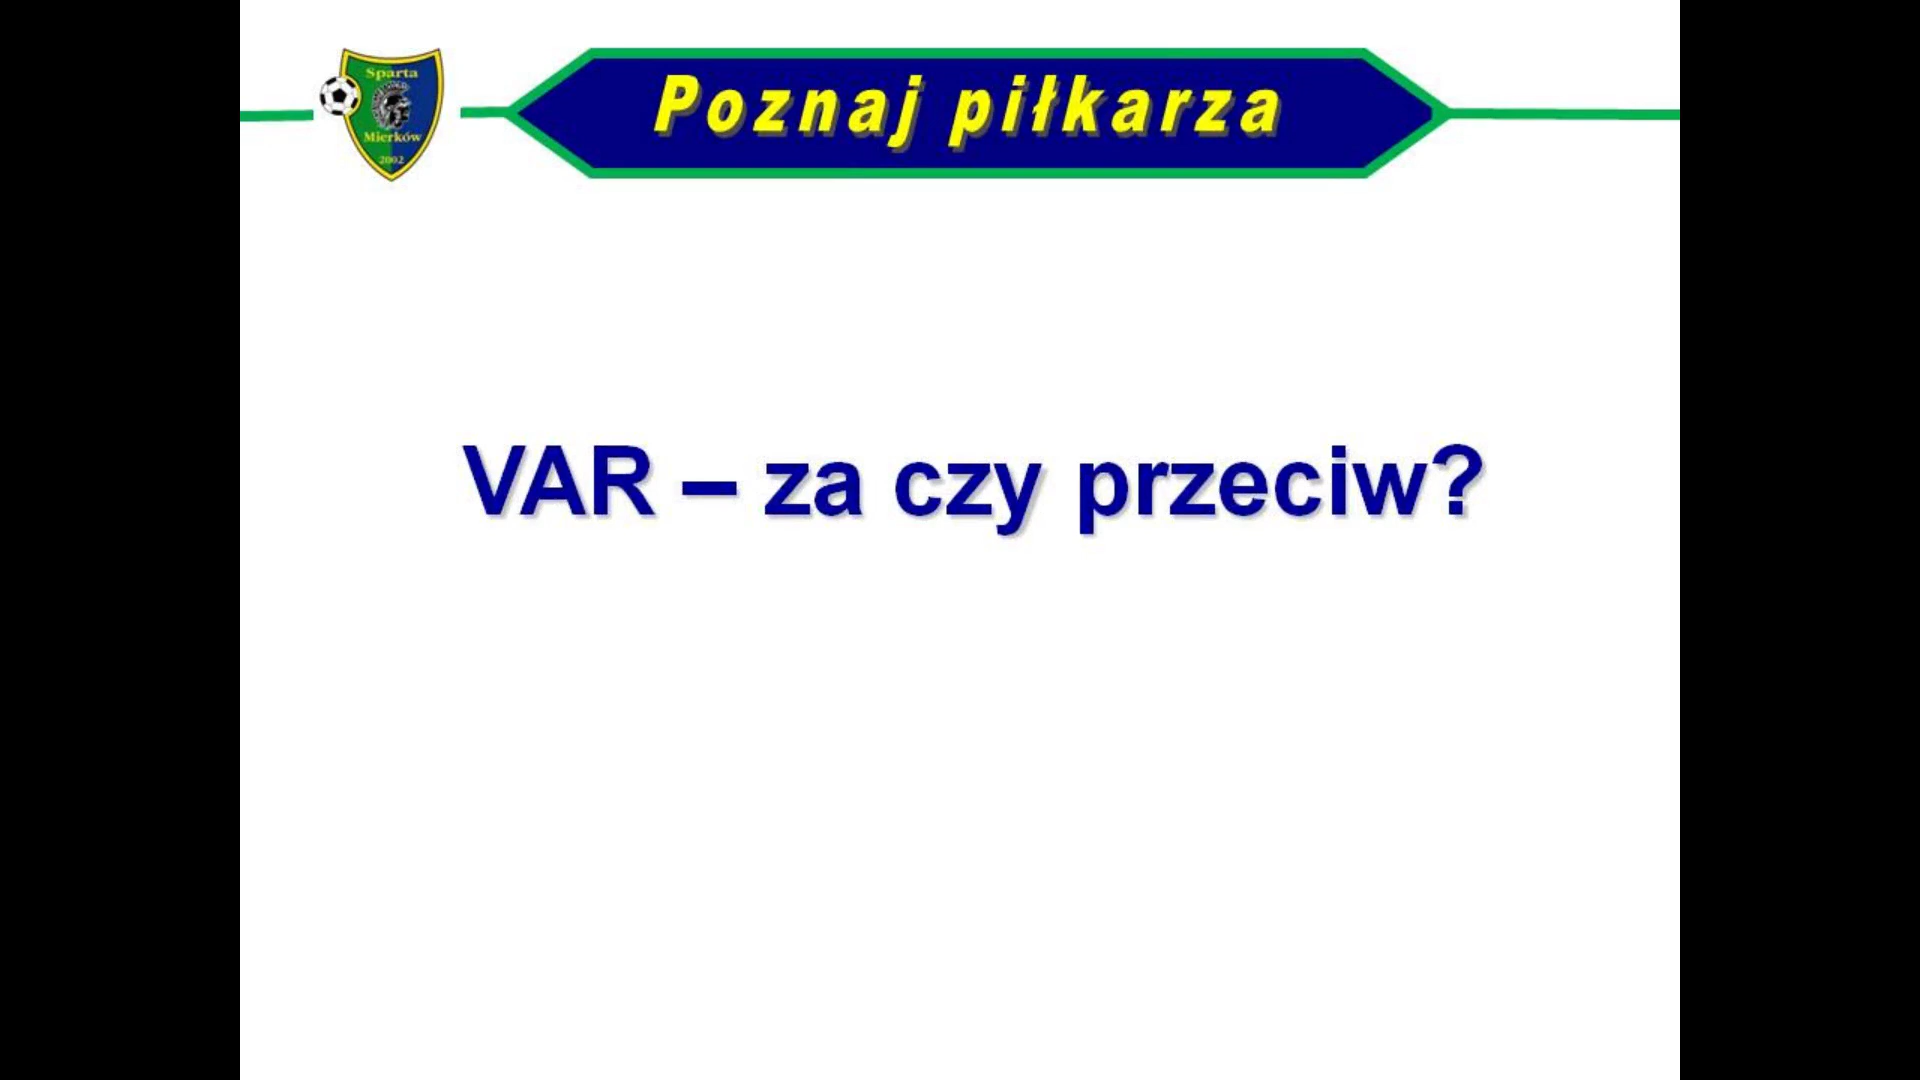 Sparta
Mierków
2002
Poznaj piłkarza
VAR – za czy przeciw?